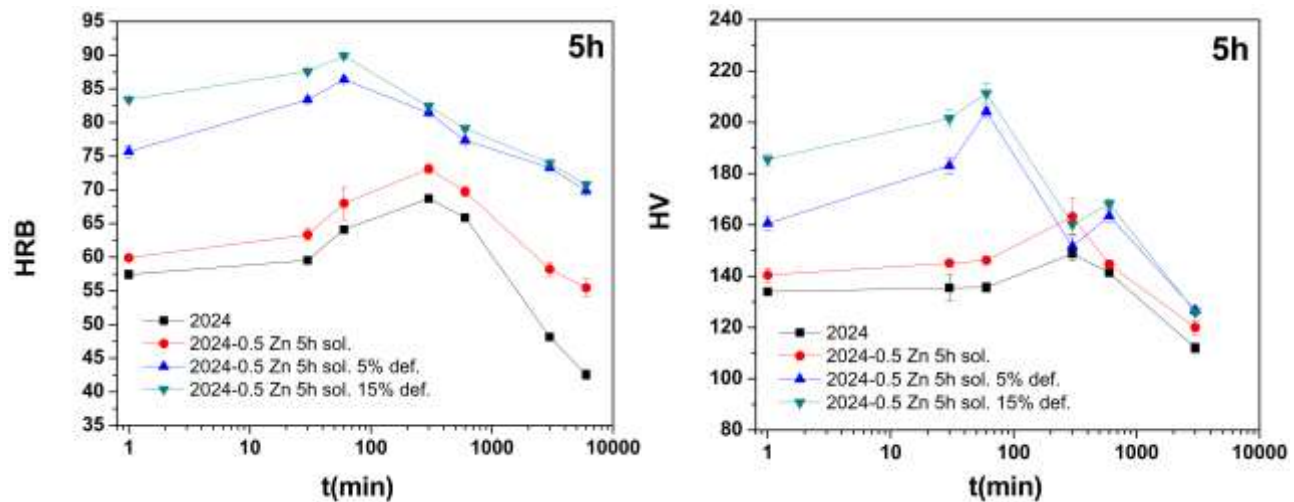 5h
HRB
95
90
85
80
75
70
65
60
55
50
45
40
35
2024
2024-0.5 Zn 5h sol.
2024-0.5 Zn 5h sol. 5% def.
2024-0.5 Zn 5h sol. 15% def.
1 10 100 1000 10000
t(min)
5h
HV
240
220
200
180
160
140
120
100
80
2024
2024-0.5 Zn 5h sol.
2024-0.5 Zn 5h sol. 5% def.
2024-0.5 Zn 5h sol. 15% def.
1 10 100 1000 10000
t(min)